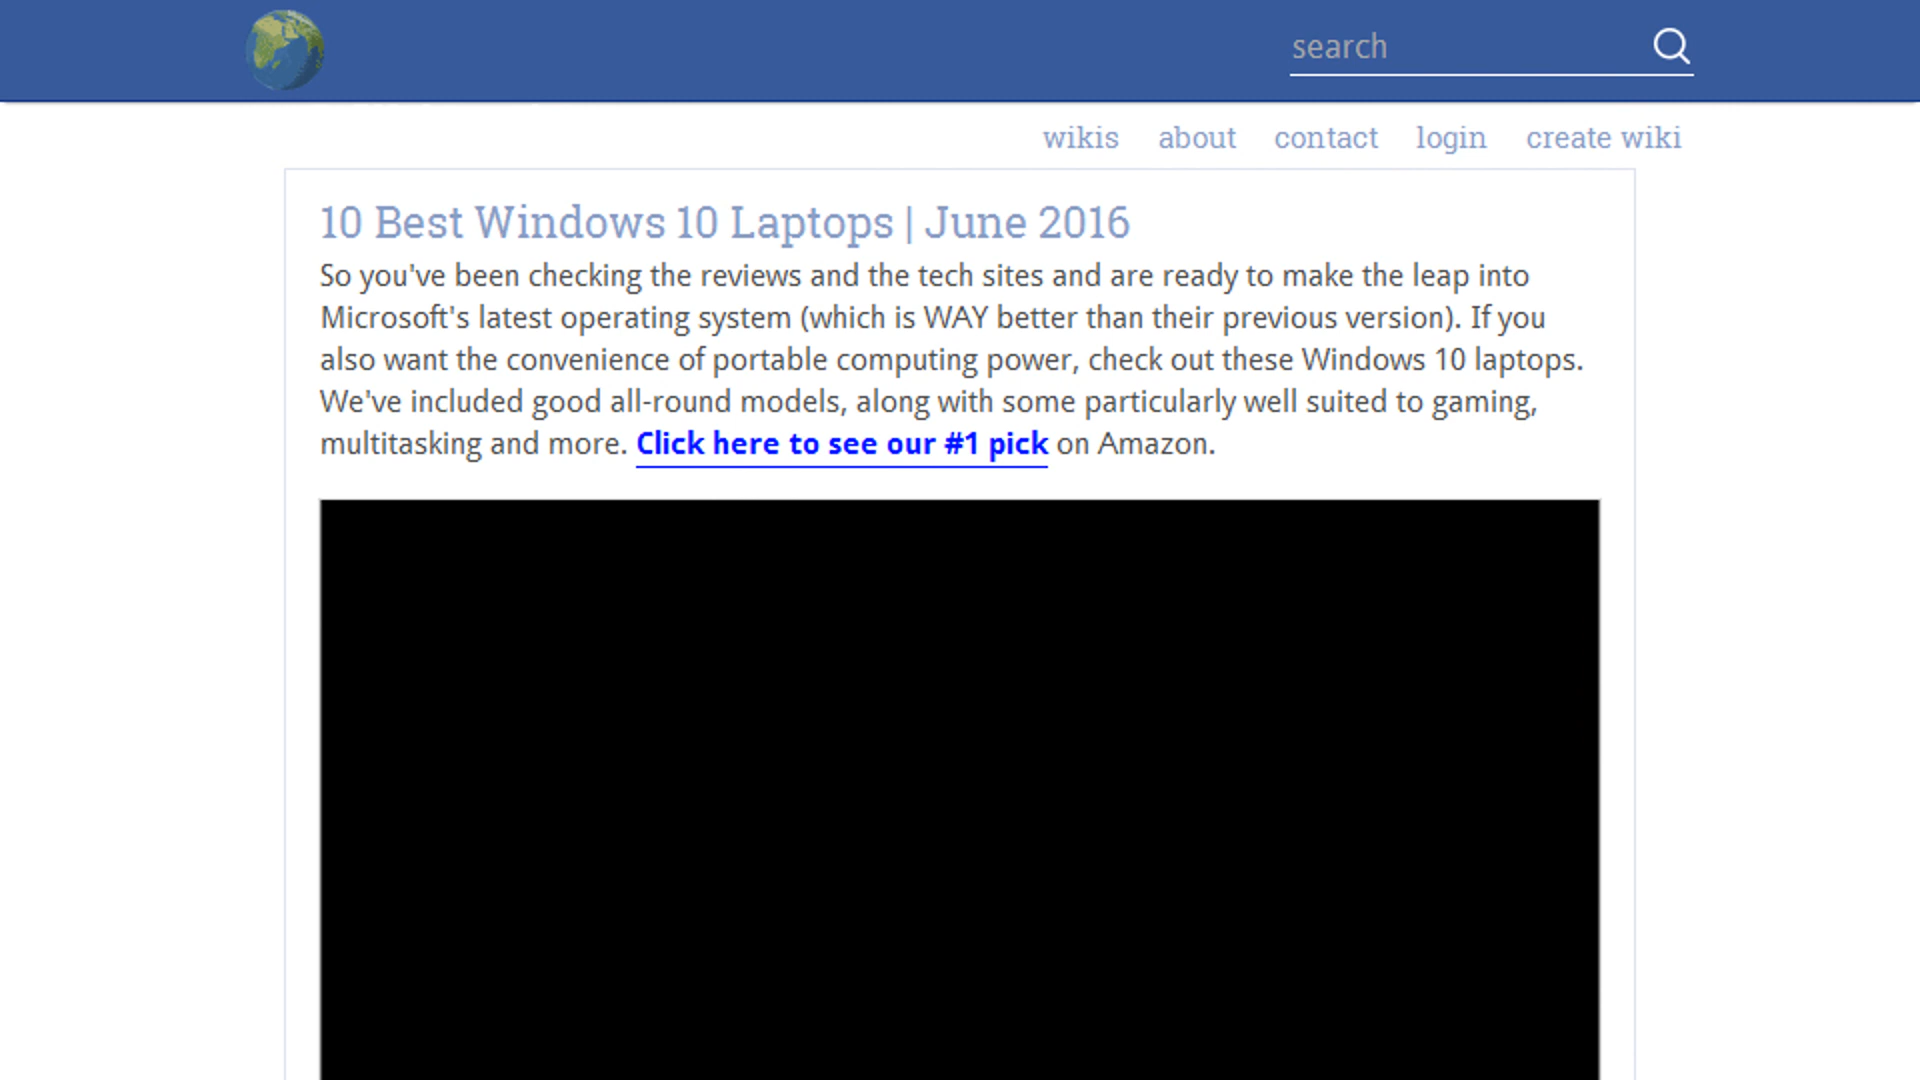 search
wikis about contact login create wiki
10 Best Windows 10 Laptops | June 2016
So you've been checking the reviews and the tech sites and are ready to make the leap into
Microsoft's latest operating system (which is WAY better than their previous version). If you
also want the convenience of portable computing power, check out these Windows 10 laptops.
We've included good all-round models, along with some particularly well suited to gaming,
multitasking and more. Click here to see our #1 pick on Amazon.